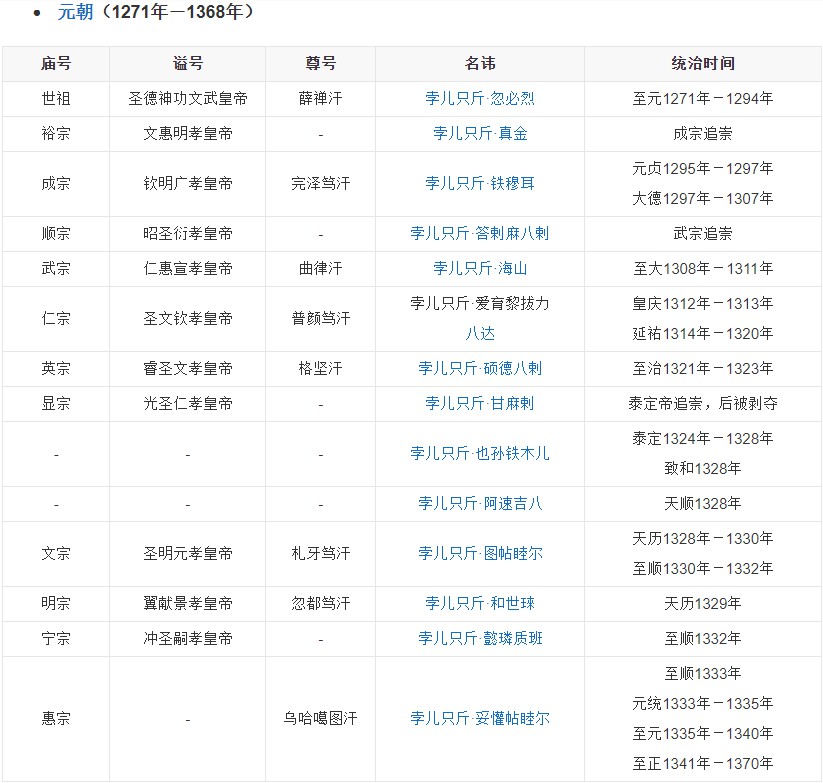 元朝（1271年－1368年）
庙号 谥号 尊号 名讳 统治时间
世祖 圣德神功文武皇帝 薛禅汗 孛儿只斤·忽必烈 至元1271年－1294年
裕宗 文惠明孝皇帝 - 孛儿只斤·真金 成宗追崇
成宗 钦明广孝皇帝 完泽笃汗 孛儿只斤·铁穆耳 元贞1295年－1297年
大德1297年－1307年
顺宗 昭圣衍孝皇帝 - 孛儿只斤·答剌麻八剌 武宗追崇
武宗 仁惠宣孝皇帝 曲律汗 孛儿只斤·海山 至大1308年－1311年
仁宗 圣文钦孝皇帝 普颜笃汗 孛儿只斤·爱育黎拔力 皇庆1312年－1313年
八达 延祐1314年－1320年
英宗 睿圣文孝皇帝 格坚汗 孛儿只斤·硕德八剌 至治1321年－1323年
显宗 光圣仁孝皇帝 - 孛儿只斤·甘麻剌 泰定帝追崇，后被剥夺
- - - 孛儿只斤·也孙铁木儿 泰定1324年－1328年
致和1328年
- - - 孛儿只斤·阿速吉八 天顺1328年
文宗 圣明元孝皇帝 札牙笃汗 孛儿只斤·图帖睦尔 天历1328年－1330年
至顺1330年－1332年
明宗 翼献景孝皇帝 忽都笃汗 孛儿只斤·和世㻋 天历1329年
宁宗 冲圣嗣孝皇帝 - 孛儿只斤·懿璘质班 至顺1332年
惠宗 - 乌哈噶图汗 孛儿只斤·妥懽帖睦尔 至顺1333年
元统1333年－1335年
至元1335年－1340年
至正1341年－1370年